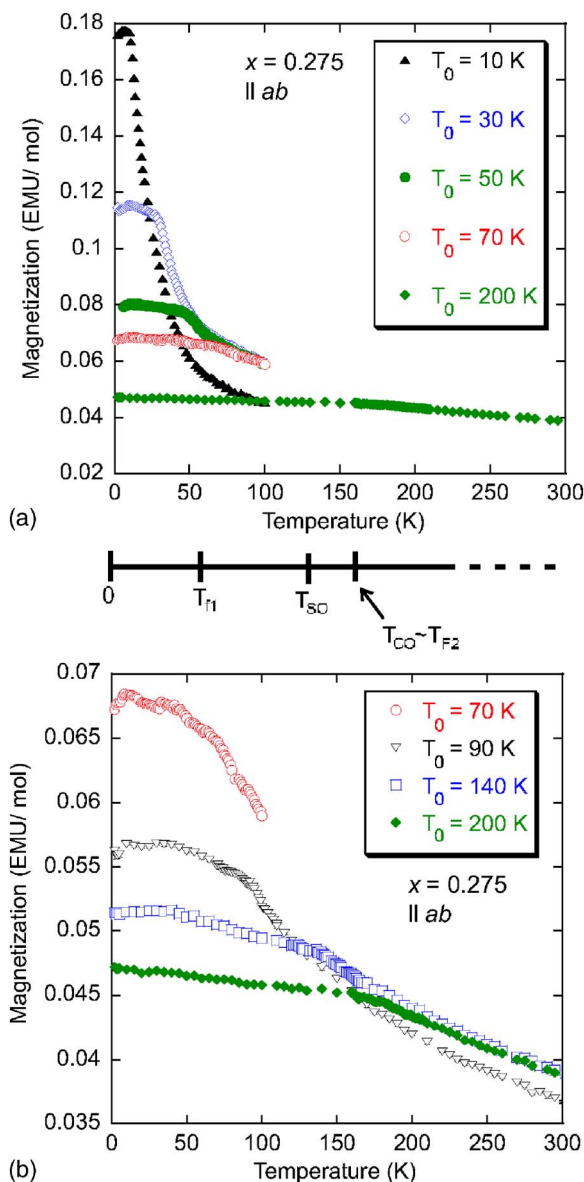 0.18
0.16
0.14
0.12
0.1
0.08
0.06
0.04
0.02
Magnetization (EMU/ mol)
x = 0.275
|| ab
T0 = 10 K
T0 = 30 K
T0 = 50 K
T0 = 70 K
T0 = 200 K
0 50 100 150 200 250 300
(a) Temperature (K)
0 Tf1 TSO
TCO~TF2
0.07
0.065
0.06
0.055
0.05
0.045
0.04
0.035
Magnetization (EMU/ mol)
T0 = 70 K
T0 = 90 K
T0 = 140 K
T0 = 200 K
x = 0.275
|| ab
0 50 100 150 200 250 300
(b) Temperature (K)